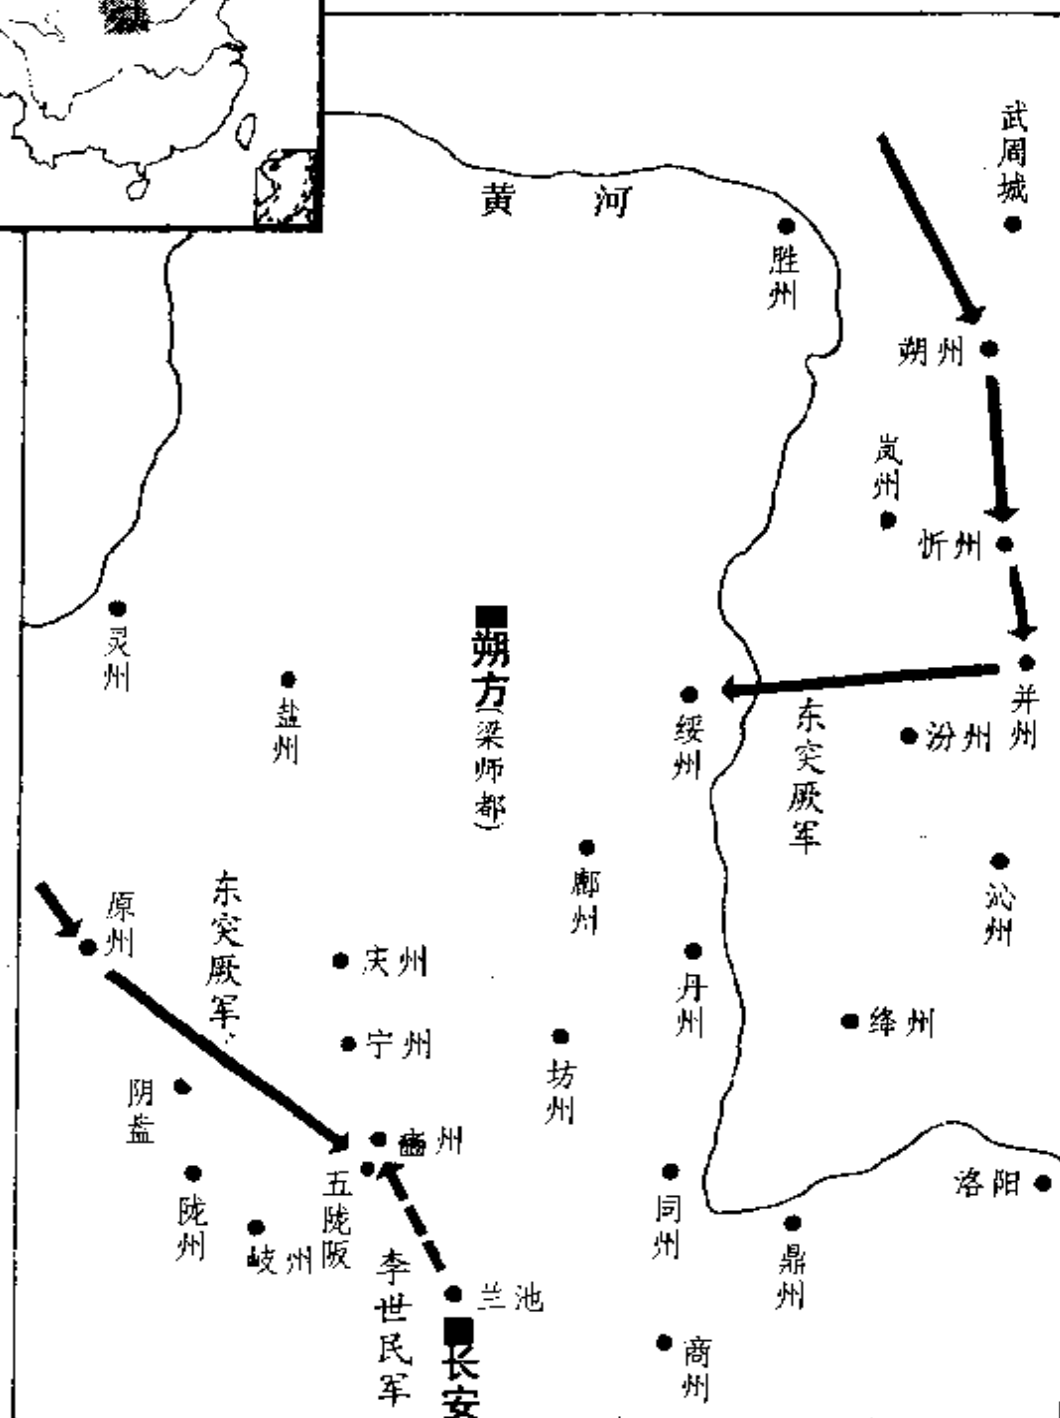 黄河
武周城
胜州
朔州
岚州
忻州
灵州
盐州
朔方(梁师都)
绥州
东突厥军
汾州
并州
鄜州
沁州
原州
东突厥军
庆州
丹州
绛州
宁州
坊州
阴盘
州
五陇阪
陇州
岐州
同州
洛阳
鼎州
李世民军
兰池
长安
商州